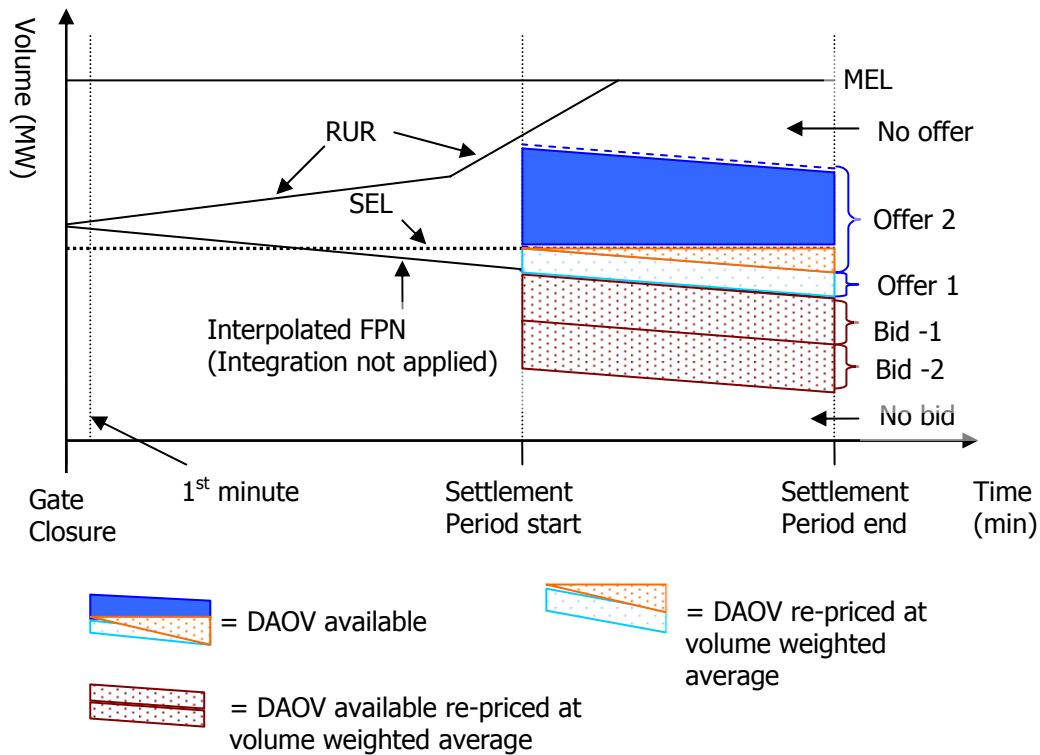 Volume (MW)
MEL
No offer
RUR
SEL
Offer 2
Offer 1
Interpolated FPN
(Integration not applied)
Bid -1
Bid -2
No bid
1st minute
Gate
Closure
Settlement
Period start
Settlement
Period end
Time
(min)
= DAOV available
= DAOV re-priced at
volume weighted
average
= DAOV available re-priced at
volume weighted average